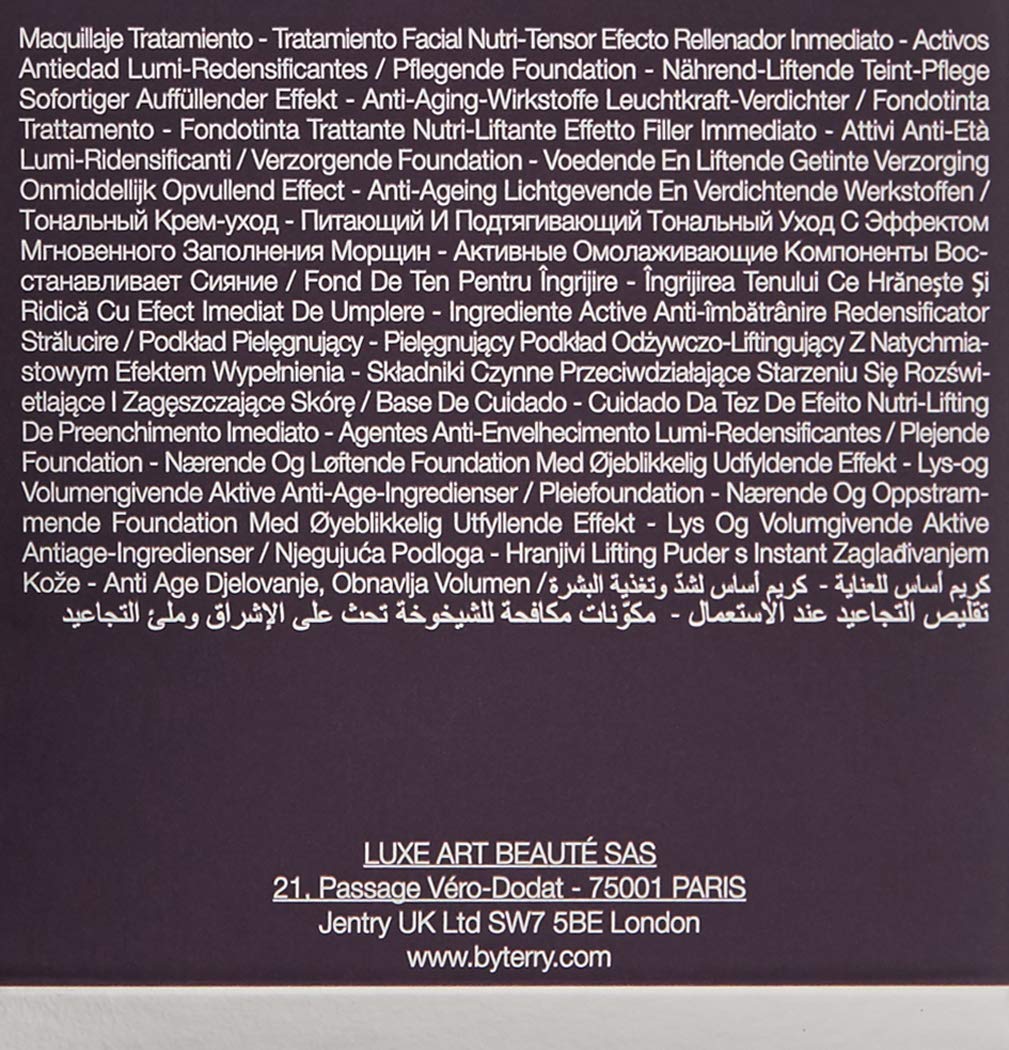 Maquillaje Tratamiento - Tratamiento Facial Nutri-Tensor Efecto Rellenador Inmediato - Activos
Antiedad Lumi-Redensificantes / Pflegende Foundation - Nährend-Liftende Teint-Pflege
Sofortiger Auffüllender Effekt - Anti-Aging-Wirkstoffe Leuchtkraft-Verdichter / Fondotinta
Trattamento - Fondotinta Trattante Nutri-Liftante Effetto Filler Immediato - Attivi Anti-Età
Lumi-Ridensificanti / Verzorgende Foundation - Voedende En Liftende Getinte Verzorging
Onmiddellijk Opvullend Effect - Anti-Ageing Lichtgevende En Verdichtende Werkstoffen /
Тональный Крем-уход - Питающий И Подтягивающий Тональный Уход С Эффектом
Мгновенного Заполнения Морщин - Активные Омолаживающие Компоненты Вос-
станавливает Сияние / Fond De Ten Pentru Îngrijire - Îngrijirea Tenului Ce Hrăneşte Şi
Ridică Cu Efect Imediat De Umplere - Ingrediente Active Anti-îmbătrânire Redensificator
Strălucire / Podkład Pielęgnujący - Pielęgnujący Podkład Odżywczo-Liftingujący Z Natychmia-
stowym Efektem Wypełnienia - Składniki Czynne Przeciwdziałające Starzeniu Się Rozświ-
etlające I Zagęszczające Skórę / Base De Cuidado - Cuidado Da Tez De Efeito Nutri-Lifting
De Preenchimento Imediato - Agentes Anti-Envelhecimento Lumi-Redensificantes / Plejende
Foundation - Nærende Og Løftende Foundation Med Øjeblikkelig Udfyldende Effekt - Lys-og
Volumengivende Aktive Anti-Age-Ingredienser / Pleiefoundation - Nærende Og Oppstram-
mende Foundation Med Øyeblikkelig Utfyllende Effekt - Lys Og Volumgivende Aktive
Antiage-Ingredienser / Njegujuća Podloga - Hranjivi Lifting Puder s Instant Zaglađivanjem
Kože - Anti Age Djelovanje, Obnavlja Volumen / كريم أساس للعناية - كريم أساس لشدّ وتغذية البشرة
تقليص التجاعيد عند الاستعمال - مكوّنات مكافحة للشيخوخة تحث على الإشراق وملئ التجاعيد
LUXE ART BEAUTÉ SAS
21, Passage Véro-Dodat - 75001 PARIS
Jentry UK Ltd SW7 5BE London
www.byterry.com